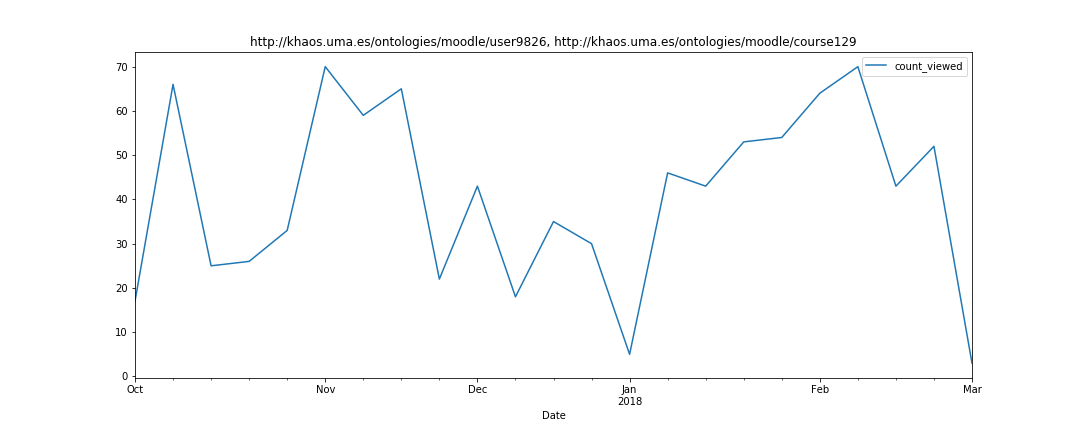 http://khaos.uma.es/ontologies/moodle/user9826, http://khaos.uma.es/ontologies/moodle/course129
count_viewed
70
60
50
40
30
20
10
0
Oct
Nov
Dec
Jan
2018
Feb
Mar
Date